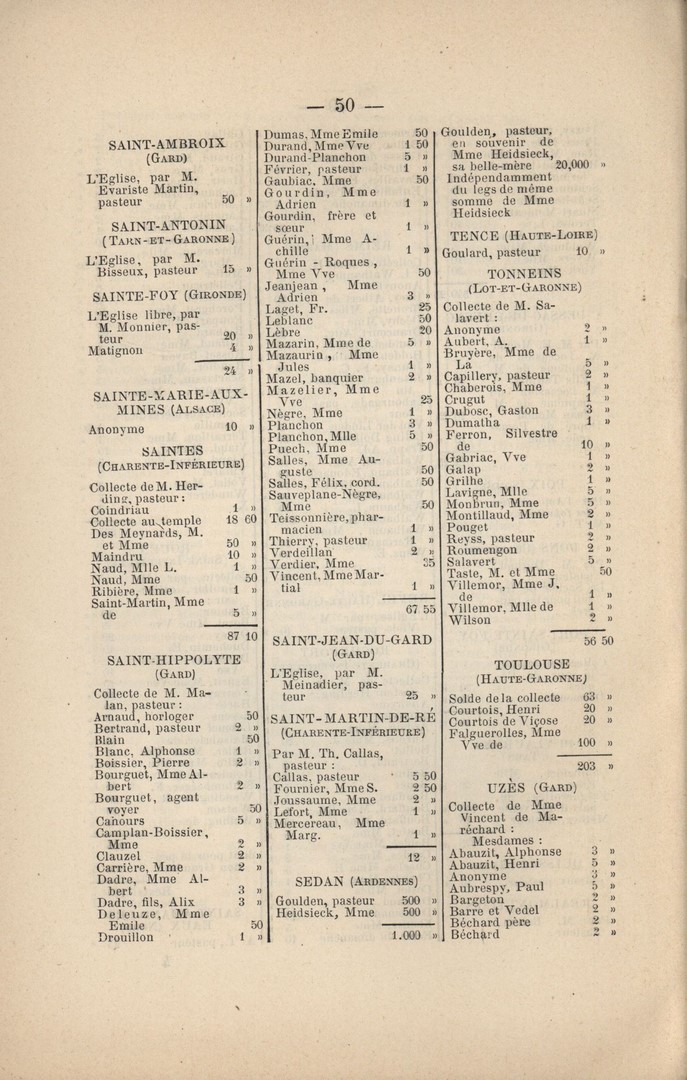 — 50 —
SAINT-AMBROIX
(GARD)
L'Eglise, par M.
Evariste Martin,
pasteur 50 »
SAINT-ANTONIN
(TARN-ET-GARONNE)
L'Eglise, par M.
Bisseux, pasteur 15 »
SAINTE-FOY (GIRONDE)
L'Eglise libre, par
M. Monnier, pas-
teur 20 »
Matignon 4 »
24 »
SAINTE-MARIE-AUX-
MINES (ALSACE)
Anonyme 10 »
SAINTES
(CHARENTE-INFÉRIEURE)
Collecte de M. Her-
ding, pasteur :
Coindriau 1 »
Collecte au temple 18 60
Des Meynards, M.
et Mme 50 »
Maindru 10 »
Naud, Mlle L. 1 »
Naud, Mme 50
Ribière, Mme 1 »
Saint-Martin, Mme
de 5 »
87 10
SAINT-HIPPOLYTE
(GARD)
Collecte de M. Ma-
lan, pasteur :
Arnaud, horloger 50
Bertrand, pasteur 2 »
Blain 50
Blanc, Alphonse 1 »
Boissier, Pierre 2 »
Bourguet, Mme Al-
bert 2 »
Bourguet, agent
voyer 50
Cahours 5 »
Camplan-Boissier,
Mme 2 »
Clauzel 2 »
Carrière, Mme 2 »
Dadre, Mme Al-
bert 3 »
Dadre, fils, Alix 3 »
Deleuze, Mme
Emile 50
Drouillon 1 »
Dumas, Mme Emile 50
Durand, Mme Vve 1 50
Durand-Planchon 5 »
Février, pasteur 1 »
Gaubiac, Mme 50
Gourdin, Mme
Adrien 1 »
Gourdin, frère et
sœur 1 »
Guérin, Mme A-
chille 1 »
Guérin - Roques,
Mme Vve 50
Jeanjean, Mme
Adrien 3 »
Laget, Fr. 25
Leblanc 50
Lèbre 20
Mazarin, Mme de 5 »
Mazaurin, Mme
Jules 1 »
Mazel, banquier 2 »
Mazelier, Mme
Vve 25
Nègre, Mme 1 »
Planchon 3 »
Planchon, Mlle 5 »
Puech, Mme 50
Salles, Mme Au-
guste 50
Salles, Félix, cord. 50
Sauveplane-Nègre,
Mme 50
Teissonnière, phar-
macien 1 »
Thierry, pasteur 1 »
Verdeillan 2 »
Verdier, Mme 35
Vincent, Mme Mar-
tial 1 »
67 55
SAINT-JEAN-DU-GARD
(GARD)
L'Eglise, par M.
Meinadier, pas-
teur 25 »
SAINT-MARTIN-DE-RÉ
(CHARENTE-INFÉRIEURE)
Par M. Th. Callas,
pasteur :
Callas, pasteur 5 50
Fournier, Mme S. 2 50
Joussaume, Mme 2 »
Lefort, Mme 1 »
Mercereau, Mme
Marg. 1 »
12 »
SEDAN (ARDENNES)
Goulden, pasteur 500 »
Heidsieck, Mme 500 »
1.000 »
Goulden, pasteur,
en souvenir de
Mme Heidsieck,
sa belle-mère 20,000 »
Indépendamment
du legs de même
somme de Mme
Heidsieck
TENCE (HAUTE-LOIRE)
Goulard, pasteur 10 »
TONNEINS
(LOT-ET-GARONNE)
Collecte de M. Sa-
lavert :
Anonyme 2 »
Aubert, A. 1 »
Bruyère, Mme de
La 5 »
Capillery, pasteur 2 »
Chaberois, Mme 1 »
Crugut 1 »
Dubosc, Gaston 3 »
Dumatha 1 »
Ferron, Silvestre
de 10 »
Gabriac, Vve 1 »
Galap 2 »
Grilhe 1 »
Lavigne, Mlle 5 »
Monbrun, Mme 5 »
Montillaud, Mme 2 »
Pouget 1 »
Reyss, pasteur 2 »
Roumengon 2 »
Salavert 5 »
Taste, M. et Mme 50
Villemor, Mme J.
de 1 »
Villemor, Mlle de 1 »
Wilson 2 »
56 50
TOULOUSE
(HAUTE-GARONNE)
Solde de la collecte 63 »
Courtois, Henri 20 »
Courtois de Viçose 20 »
Falguerolles, Mme
Vve de 100 »
203 »
UZÈS (GARD)
Collecte de Mme
Vincent de Ma-
réchard :
Mesdames :
Abauzit, Alphonse 3 »
Abauzit, Henri 5 »
Anonyme 3 »
Aubrespy, Paul 5 »
Bargeton 2 »
Barre et Vedel 2 »
Béchard père 2 »
Béchard 2 »